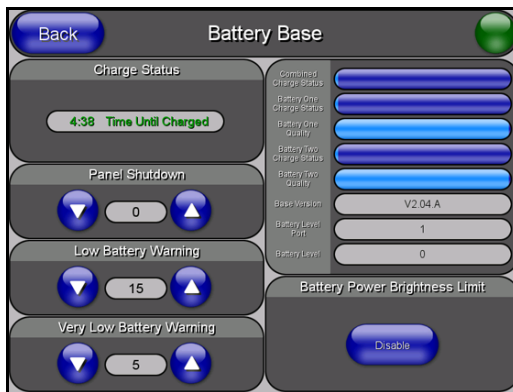 Back
Battery Base
Charge Status
4:38 Time Until Charged
Panel Shutdown
0
Low Battery Warning
15
Very Low Battery Warning
5
Combined
Charge Status
Battery One
Charge Status
Battery One
Quality
Battery Two
Charge Status
Battery Two
Quality
Base Version
V2.04.A
Battery Level
Port
1
Battery Level
0
Battery Power Brightness Limit
Disable